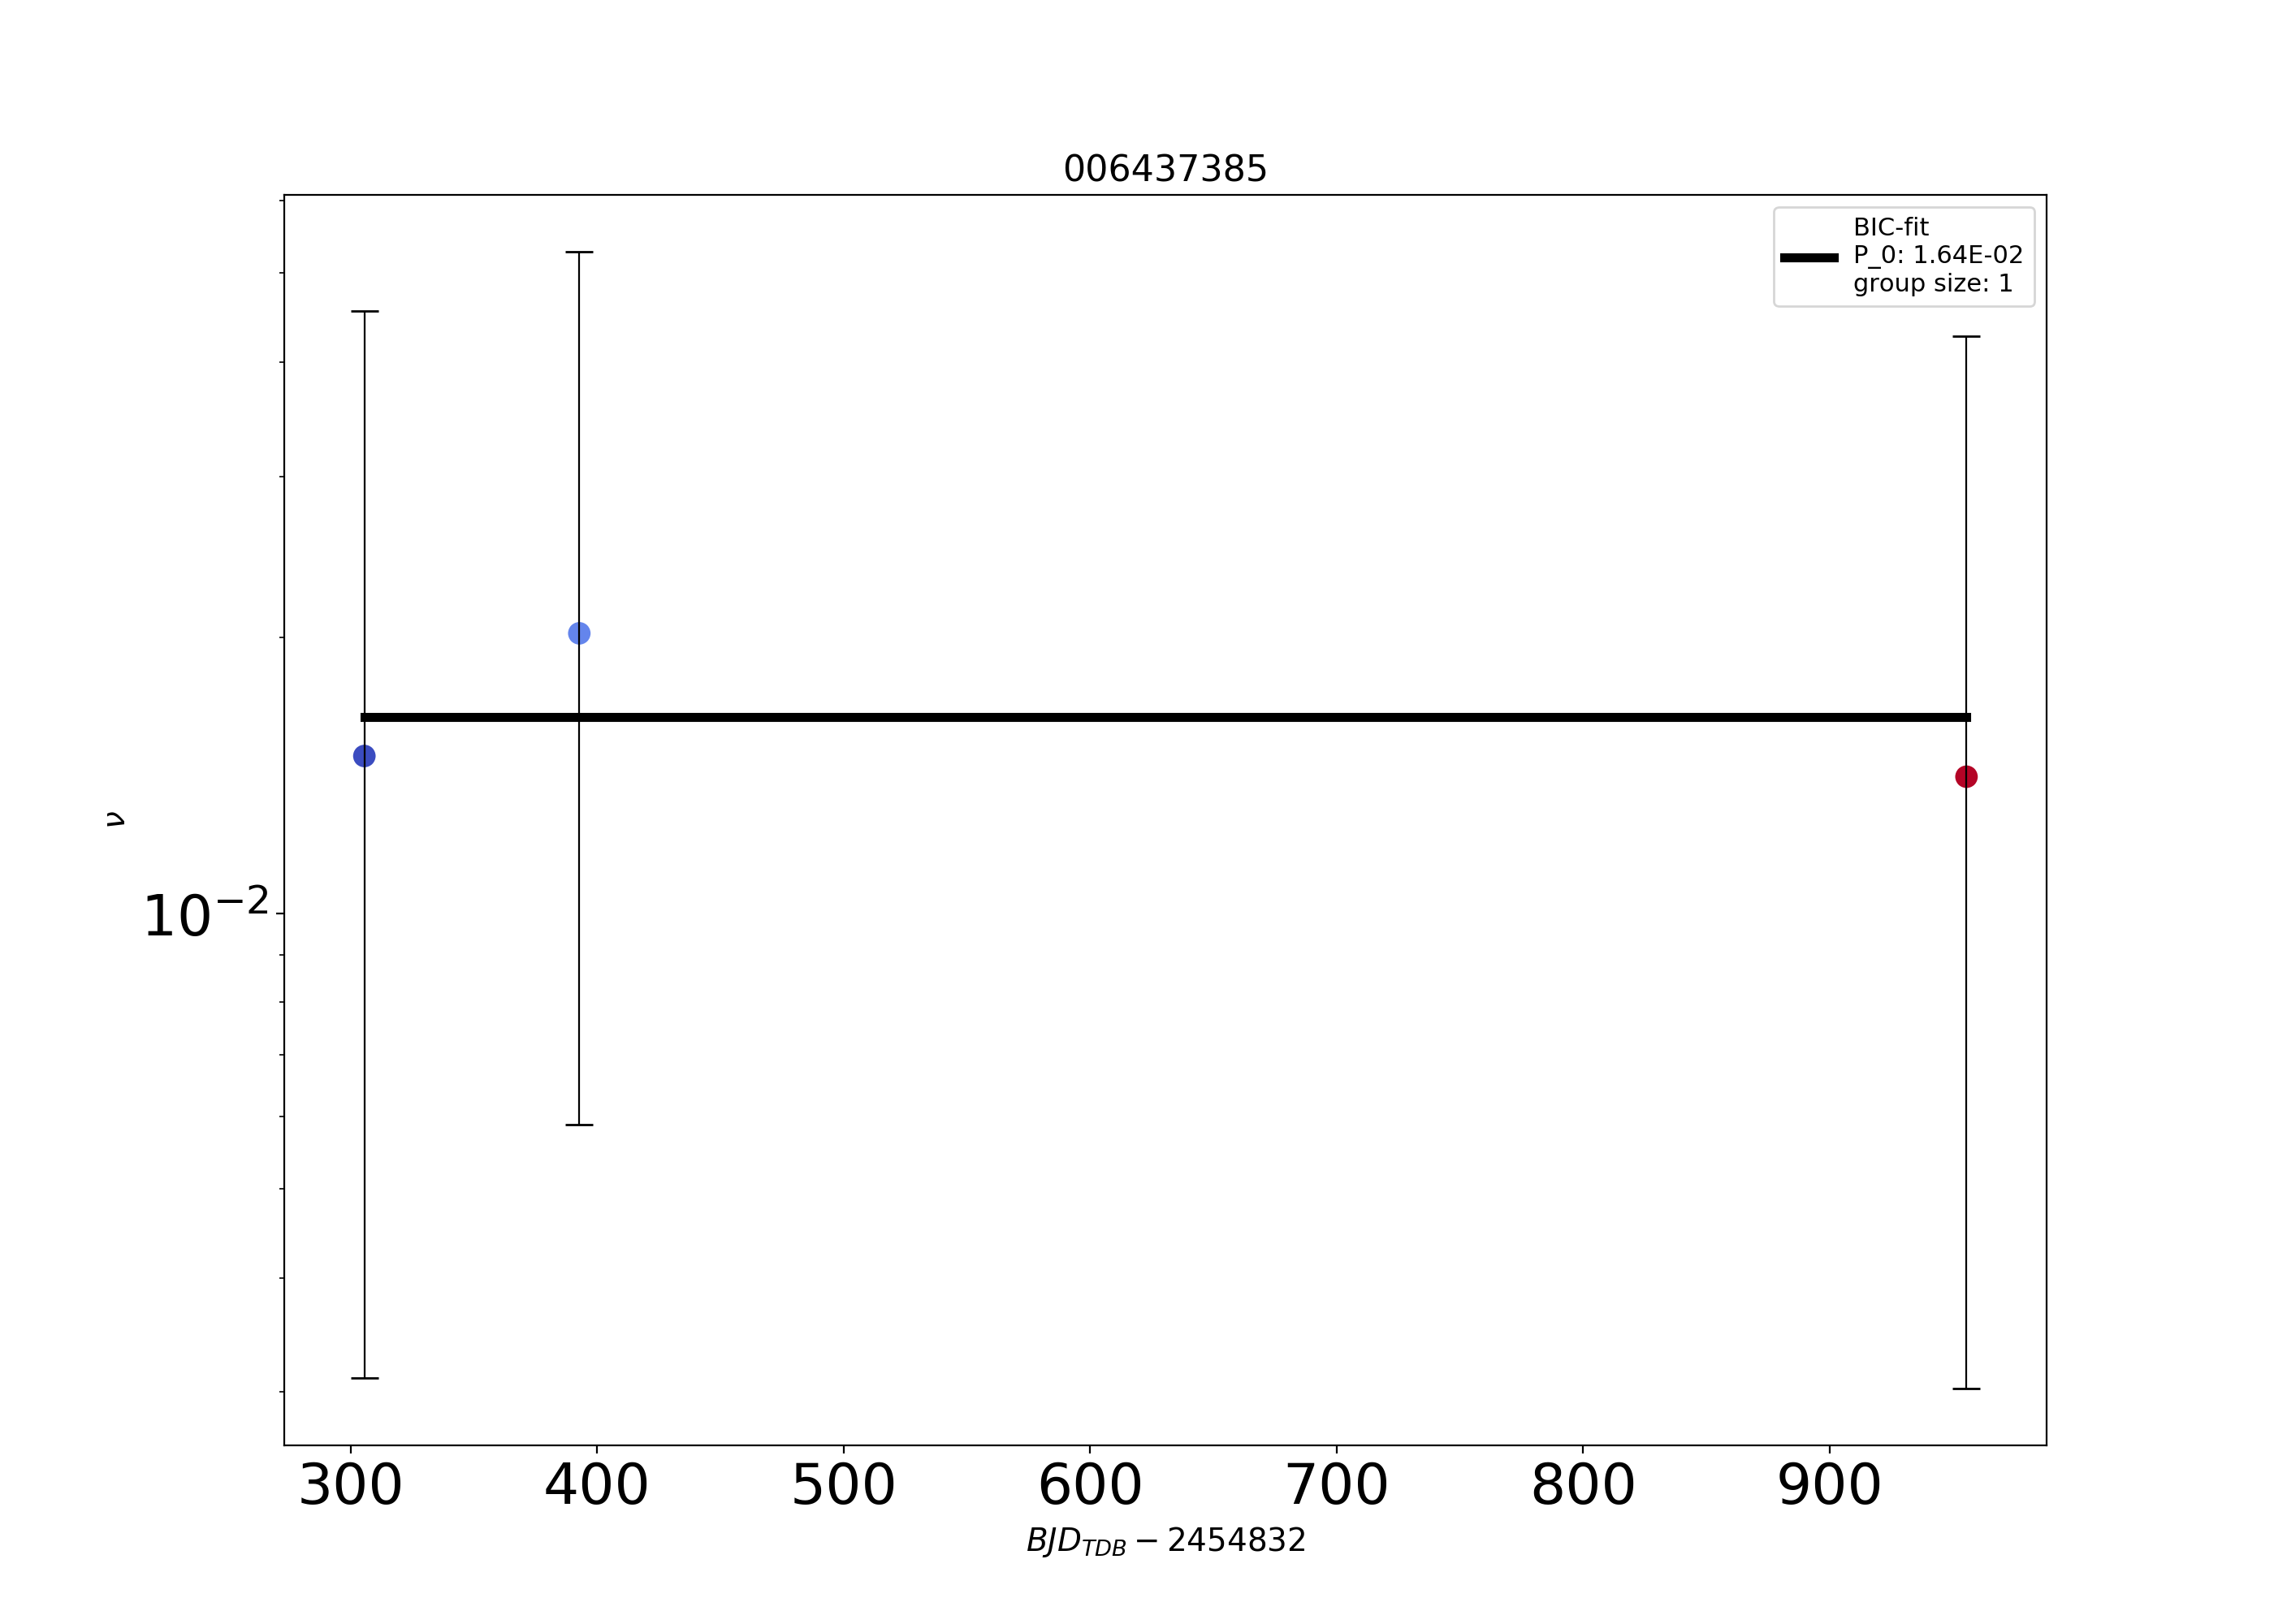 006437385
BIC-fit
P_0: 1.64E-02
group size: 1
ν
10⁻²
300 400 500 600 700 800 900
BJD_TDB − 2454832